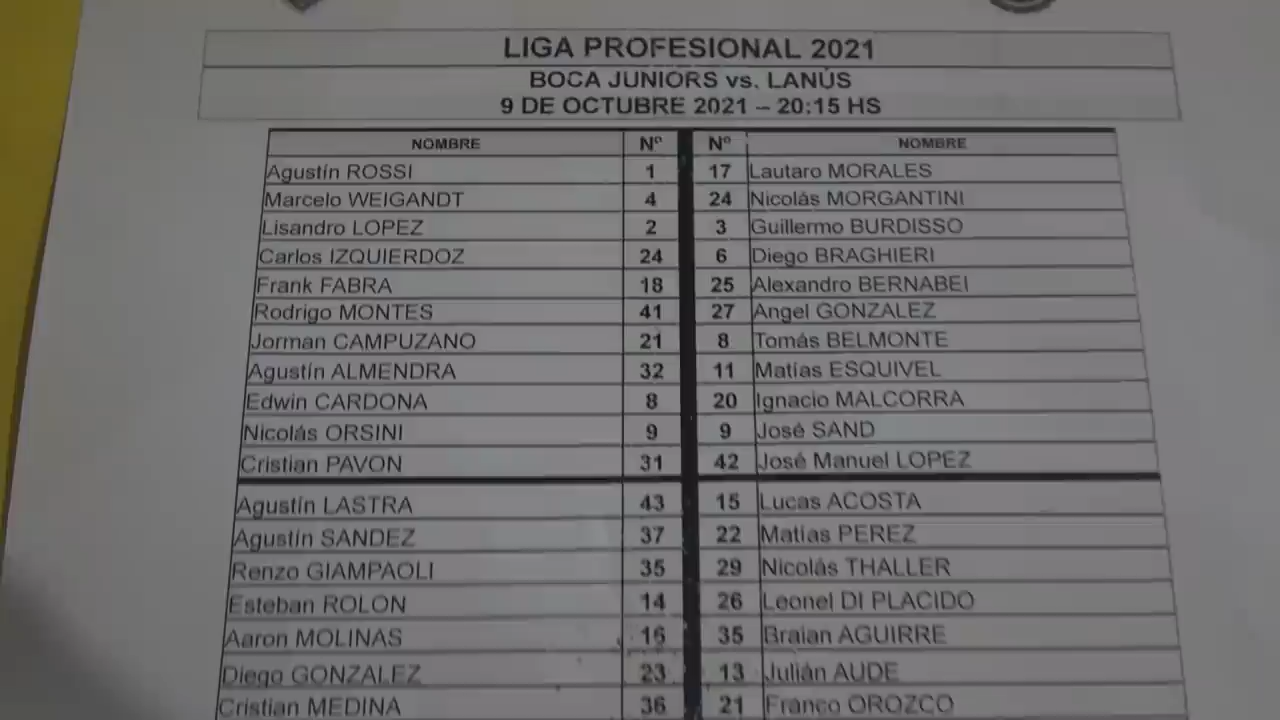 LIGA PROFESIONAL 2021
BOCA JUNIORS vs. LANÚS
9 DE OCTUBRE 2021 – 20:15 HS
NOMBRE Nº Nº NOMBRE
Agustín ROSSI 1 17 Lautaro MORALES
Marcelo WEIGANDT 4 24 Nicolás MORGANTINI
Lisandro LOPEZ 2 3 Guillermo BURDISSO
Carlos IZQUIERDOZ 24 6 Diego BRAGHIERI
Frank FABRA 18 25 Alexandro BERNABEI
Rodrigo MONTES 41 27 Angel GONZALEZ
Jorman CAMPUZANO 21 8 Tomás BELMONTE
Agustín ALMENDRA 32 11 Matías ESQUIVEL
Edwin CARDONA 8 20 Ignacio MALCORRA
Nicolás ORSINI 9 9 José SAND
Cristian PAVON 31 42 José Manuel LOPEZ
Agustín LASTRA 43 15 Lucas ACOSTA
Agustín SANDEZ 37 22 Matías PEREZ
Renzo GIAMPAOLI 35 29 Nicolás THALLER
Esteban ROLON 14 26 Leonel DI PLACIDO
Aaron MOLINAS 16 35 Braian AGUIRRE
Diego GONZALEZ 23 13 Julián AUDE
Cristian MEDINA 36 21 Franco OROZCO